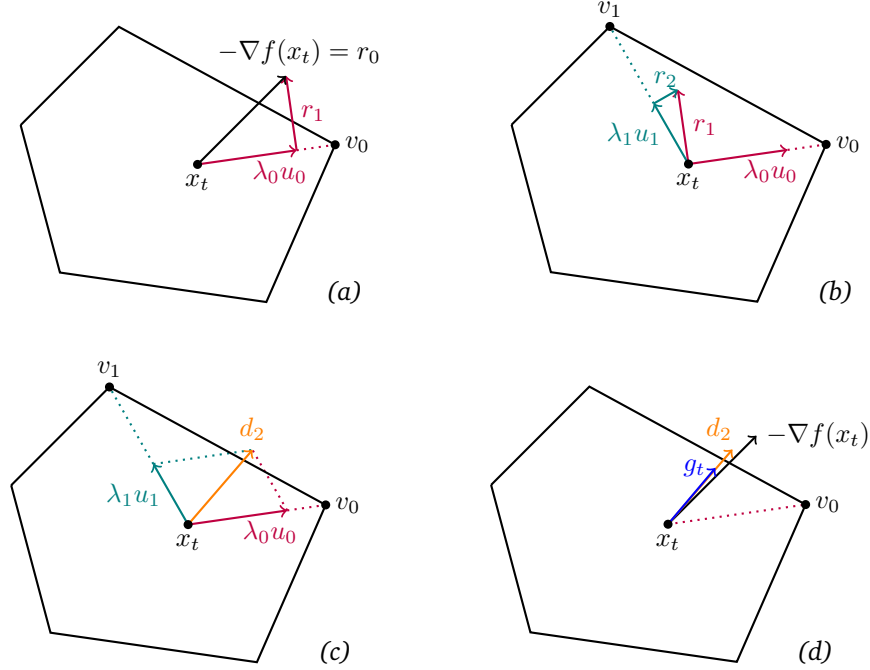 −∇f(x_t) = r_0
r_1
v_0
λ_0u_0
x_t
(a)
v_1
r_2
λ_1u_1
r_1
v_0
λ_0u_0
x_t
(b)
v_1
d_2
λ_1u_1
v_0
λ_0u_0
x_t
(c)
d_2
−∇f(x_t)
g_t
v_0
x_t
(d)